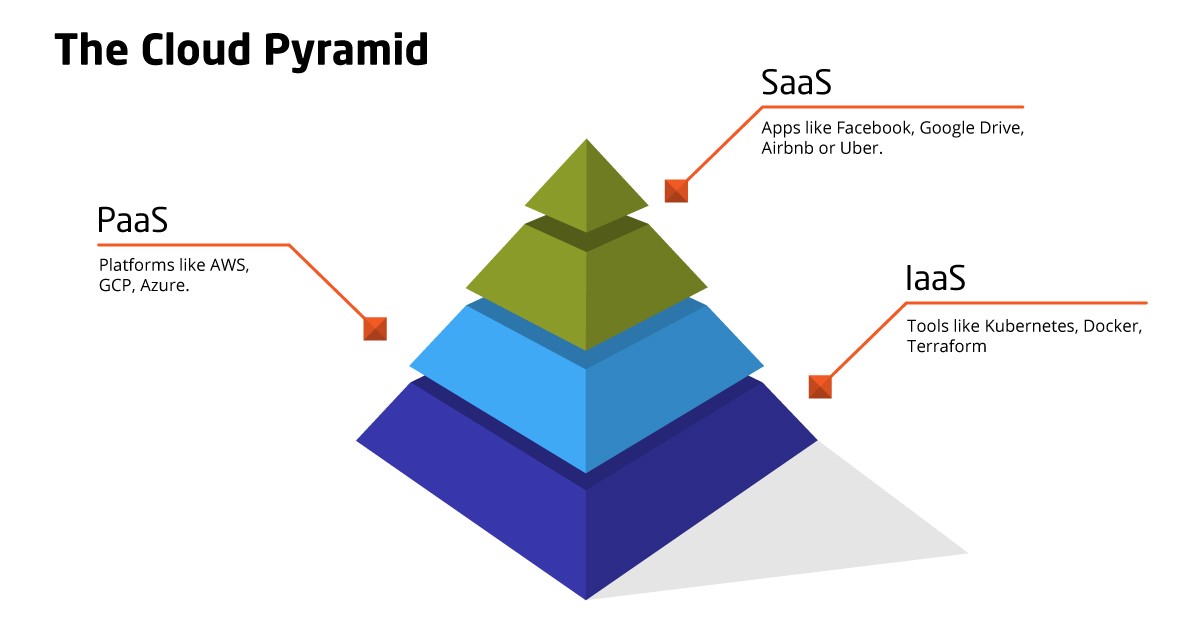 The Cloud Pyramid
SaaS
Apps like Facebook, Google Drive,
Airbnb or Uber.
PaaS
Platforms like AWS,
GCP, Azure.
IaaS
Tools like Kubernetes, Docker,
Terraform